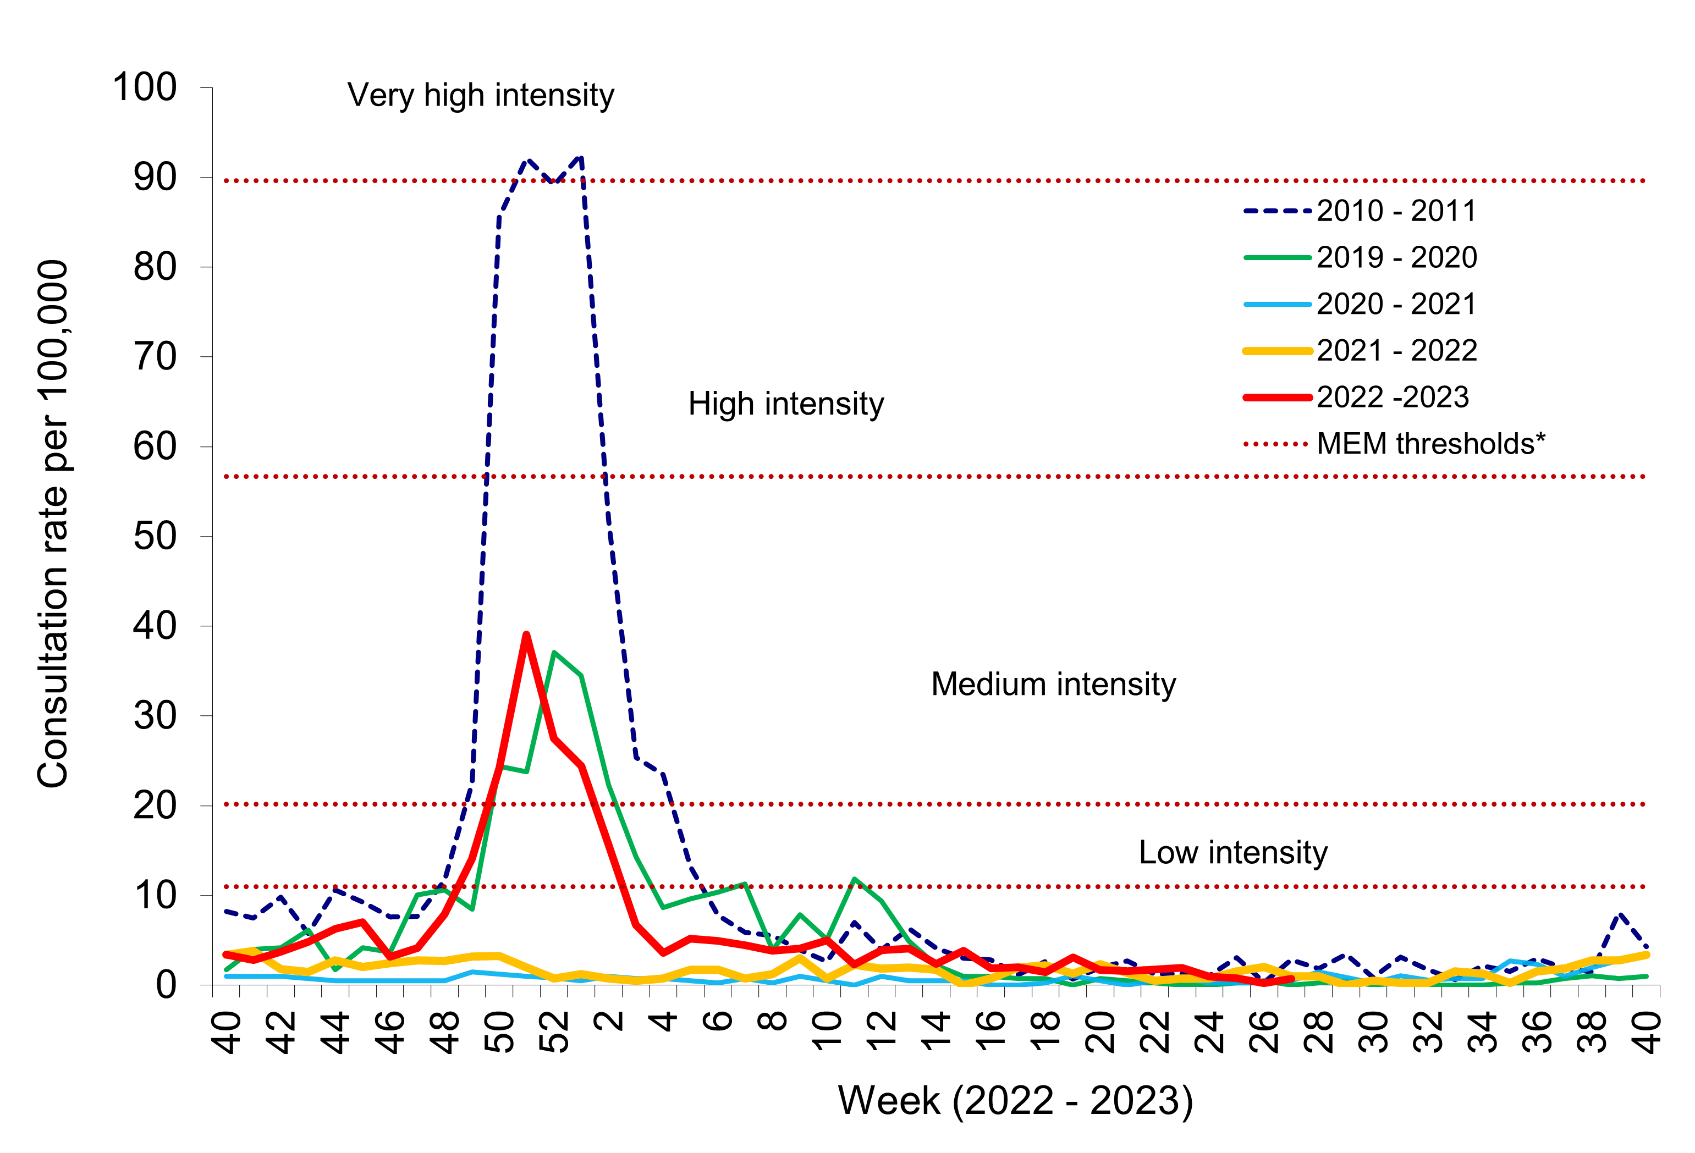 Consultation rate per 100,000
100
90
80
70
60
50
40
30
20
10
0
Very high intensity
High intensity
Medium intensity
Low intensity
2010 - 2011
2019 - 2020
2020 - 2021
2021 - 2022
2022 -2023
MEM thresholds*
40 42 44 46 48 50 52 2 4 6 8 10 12 14 16 18 20 22 24 26 28 30 32 34 36 38 40
Week (2022 - 2023)